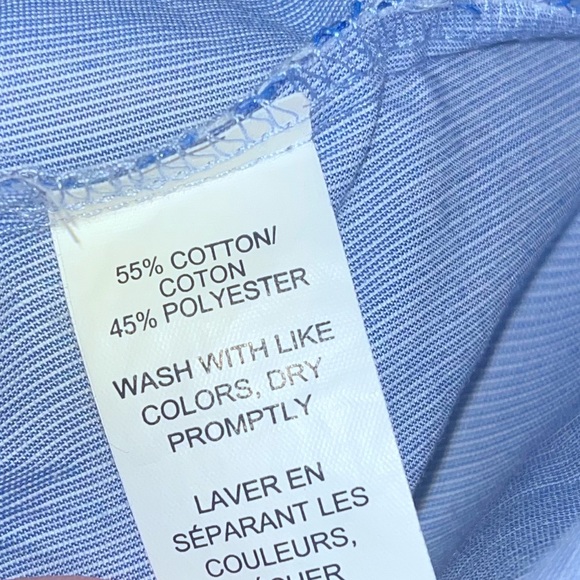 55% COTTON/
COTON
45% POLYESTER
WASH WITH LIKE
COLORS, DRY
PROMPTLY
LAVER EN
SÉPARANT LES
COULEURS,